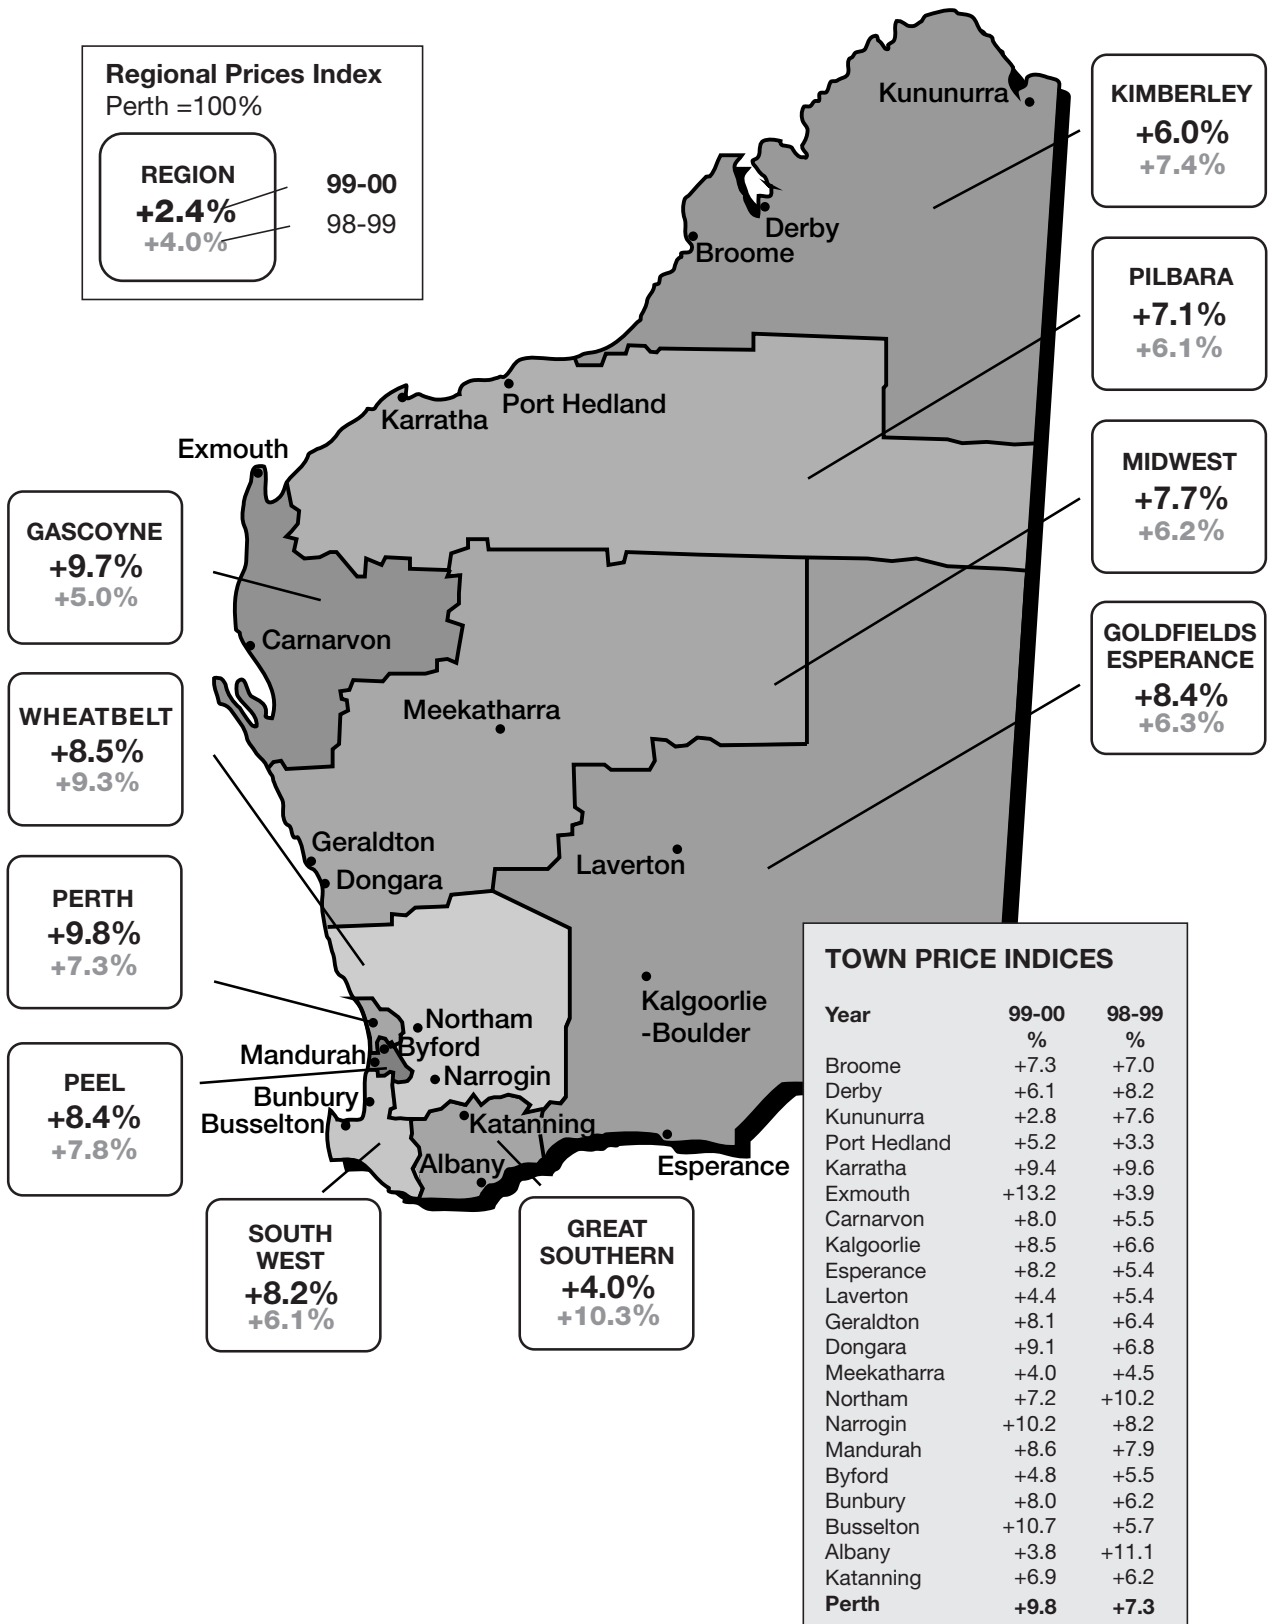 Regional Prices Index
Perth =100%
REGION
+2.4%
+4.0%
99-00
98-99
KIMBERLEY
+6.0%
+7.4%
PILBARA
+7.1%
+6.1%
MIDWEST
+7.7%
+6.2%
GOLDFIELDS
ESPERANCE
+8.4%
+6.3%
GASCOYNE
+9.7%
+5.0%
WHEATBELT
+8.5%
+9.3%
PERTH
+9.8%
+7.3%
PEEL
+8.4%
+7.8%
SOUTH
WEST
+8.2%
+6.1%
GREAT
SOUTHERN
+4.0%
+10.3%
Kununurra
Derby
Broome
Port Hedland
Karratha
Exmouth
Carnarvon
Meekatharra
Geraldton
Dongara
Laverton
Kalgoorlie
-Boulder
Northam
Byford
Mandurah
Narrogin
Bunbury
Busselton
Katanning
Albany
Esperance
TOWN PRICE INDICES
Year 99-00 98-99
% %
Broome +7.3 +7.0
Derby +6.1 +8.2
Kununurra +2.8 +7.6
Port Hedland +5.2 +3.3
Karratha +9.4 +9.6
Exmouth +13.2 +3.9
Carnarvon +8.0 +5.5
Kalgoorlie +8.5 +6.6
Esperance +8.2 +5.4
Laverton +4.4 +5.4
Geraldton +8.1 +6.4
Dongara +9.1 +6.8
Meekatharra +4.0 +4.5
Northam +7.2 +10.2
Narrogin +10.2 +8.2
Mandurah +8.6 +7.9
Byford +4.8 +5.5
Bunbury +8.0 +6.2
Busselton +10.7 +5.7
Albany +3.8 +11.1
Katanning +6.9 +6.2
Perth +9.8 +7.3